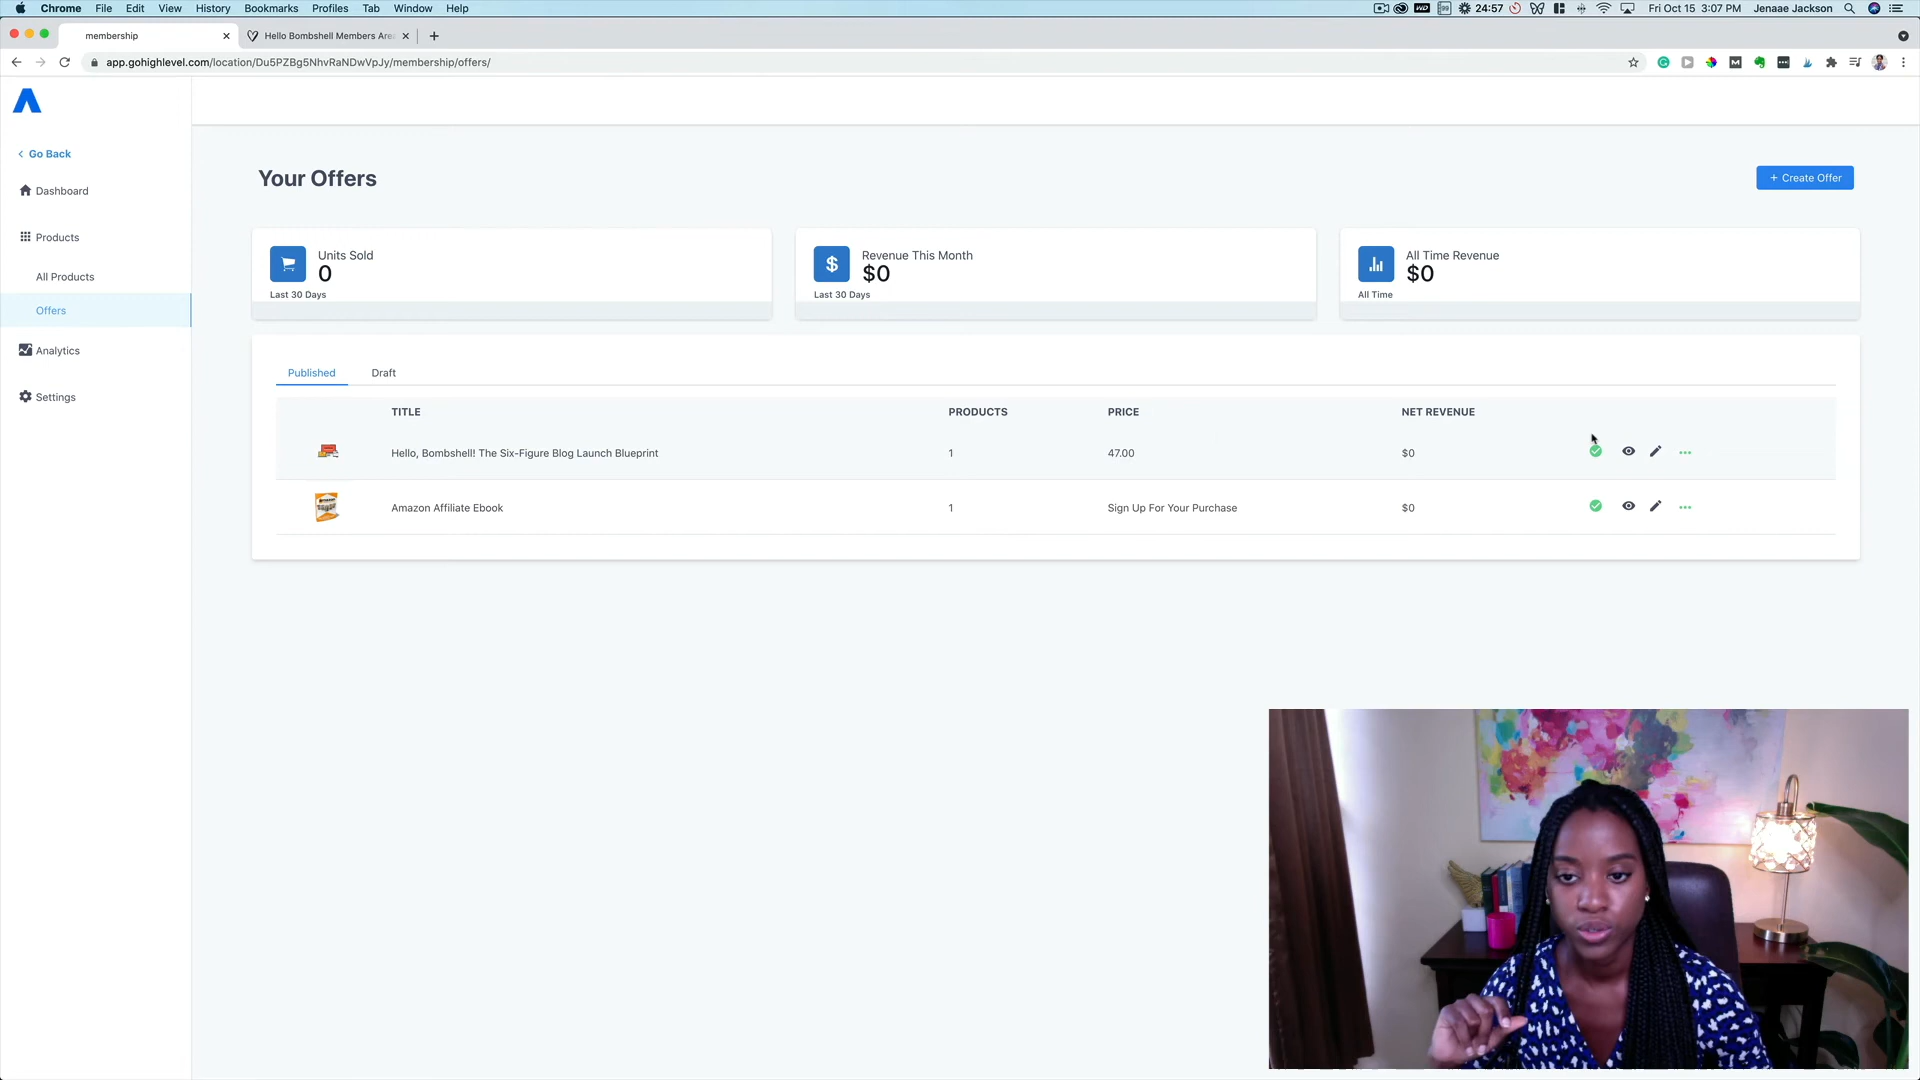 Chrome File Edit View History Bookmarks Profiles Tab Window Help
24:57
Fri Oct 15 3:07 PM Jenaae Jackson
membership
Hello Bombshell Members Are
app.gohighlevel.com/location/Du5PZBg5NhvRaNDwVpJy/membership/offers/
Go Back
Dashboard
Products
All Products
Offers
Analytics
Settings
Your Offers
+ Create Offer
Units Sold
0
Last 30 Days
Revenue This Month
$0
Last 30 Days
All Time Revenue
$0
All Time
Published Draft
TITLE PRODUCTS PRICE NET REVENUE
Hello, Bombshell! The Six-Figure Blog Launch Blueprint 1 47.00 $0
Amazon Affiliate Ebook 1 Sign Up For Your Purchase $0